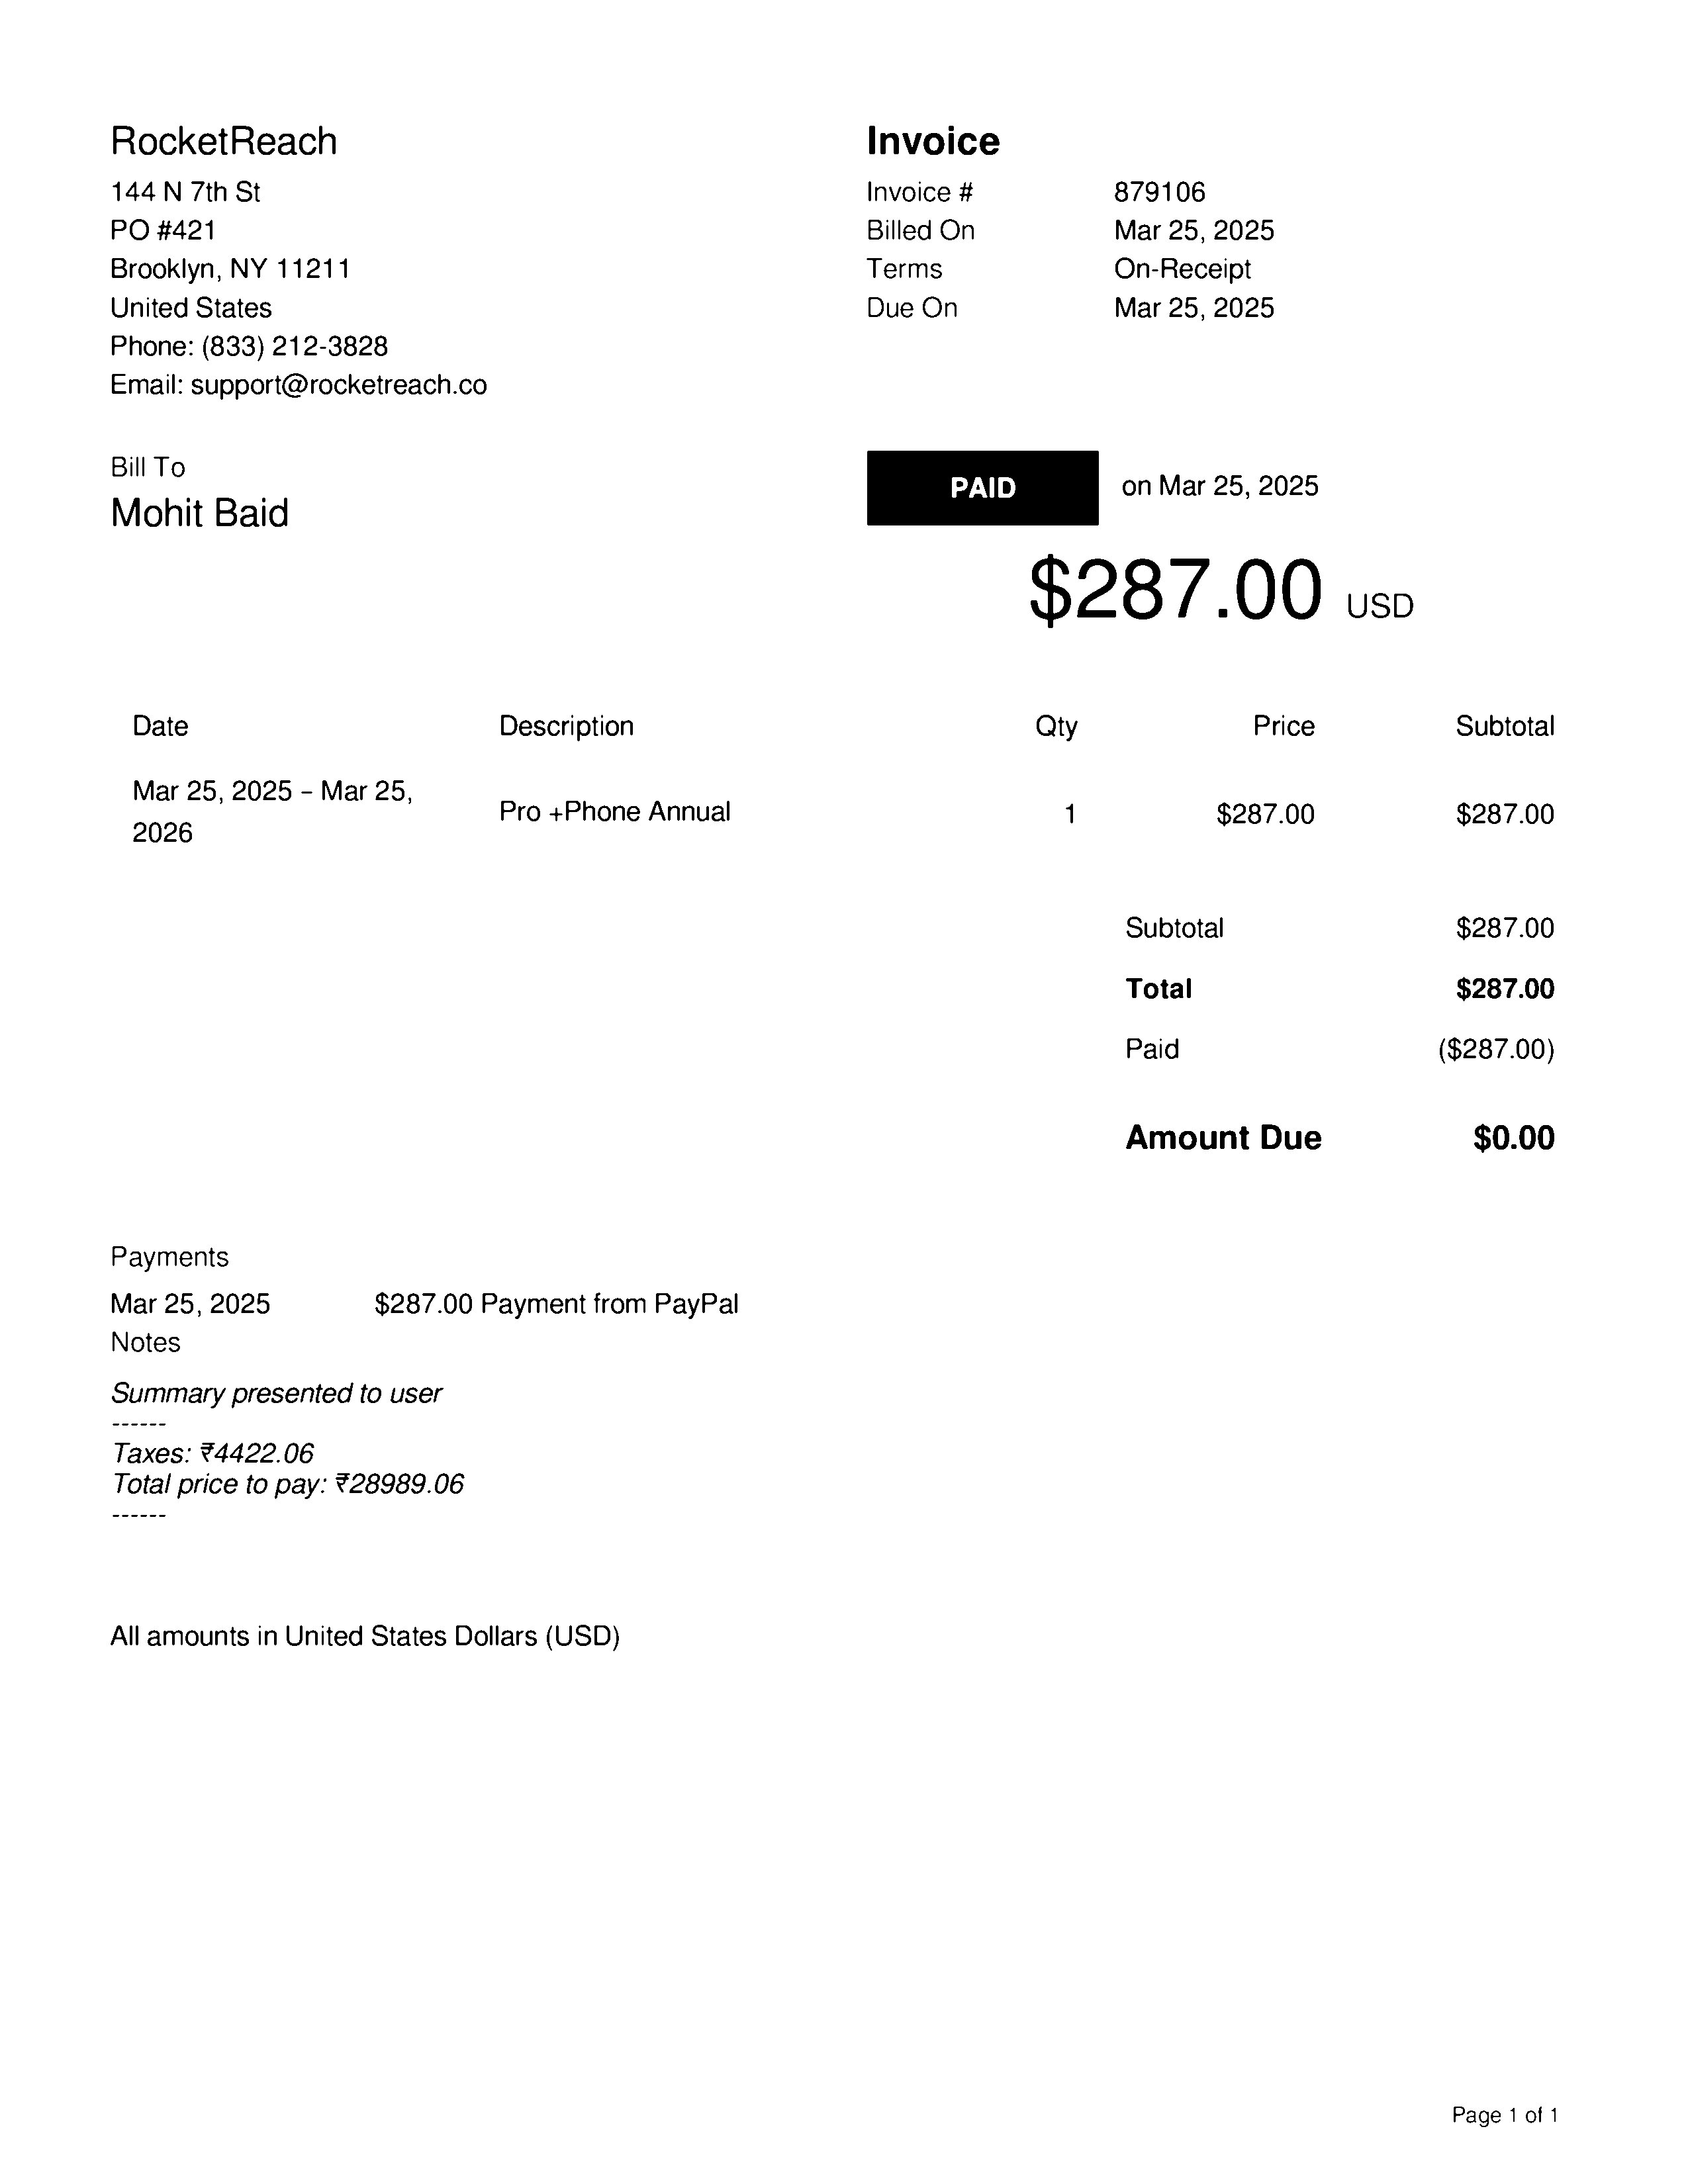 RocketReach
144 N 7th St
PO #421
Brooklyn, NY 11211
United States
Phone: (833) 212-3828
Email: support@rocketreach.co
Invoice
Invoice # 879106
Billed On Mar 25, 2025
Terms On-Receipt
Due On Mar 25, 2025
Bill To
Mohit Baid
PAID on Mar 25, 2025
$287.00 USD
Date Description Qty Price Subtotal
Mar 25, 2025 – Mar 25,
2026
Pro +Phone Annual 1 $287.00 $287.00
Subtotal $287.00
Total $287.00
Paid ($287.00)
Amount Due $0.00
Payments
Mar 25, 2025 $287.00 Payment from PayPal
Notes
Summary presented to user
------
Taxes: ₹4422.06
Total price to pay: ₹28989.06
------
All amounts in United States Dollars (USD)
Page 1 of 1